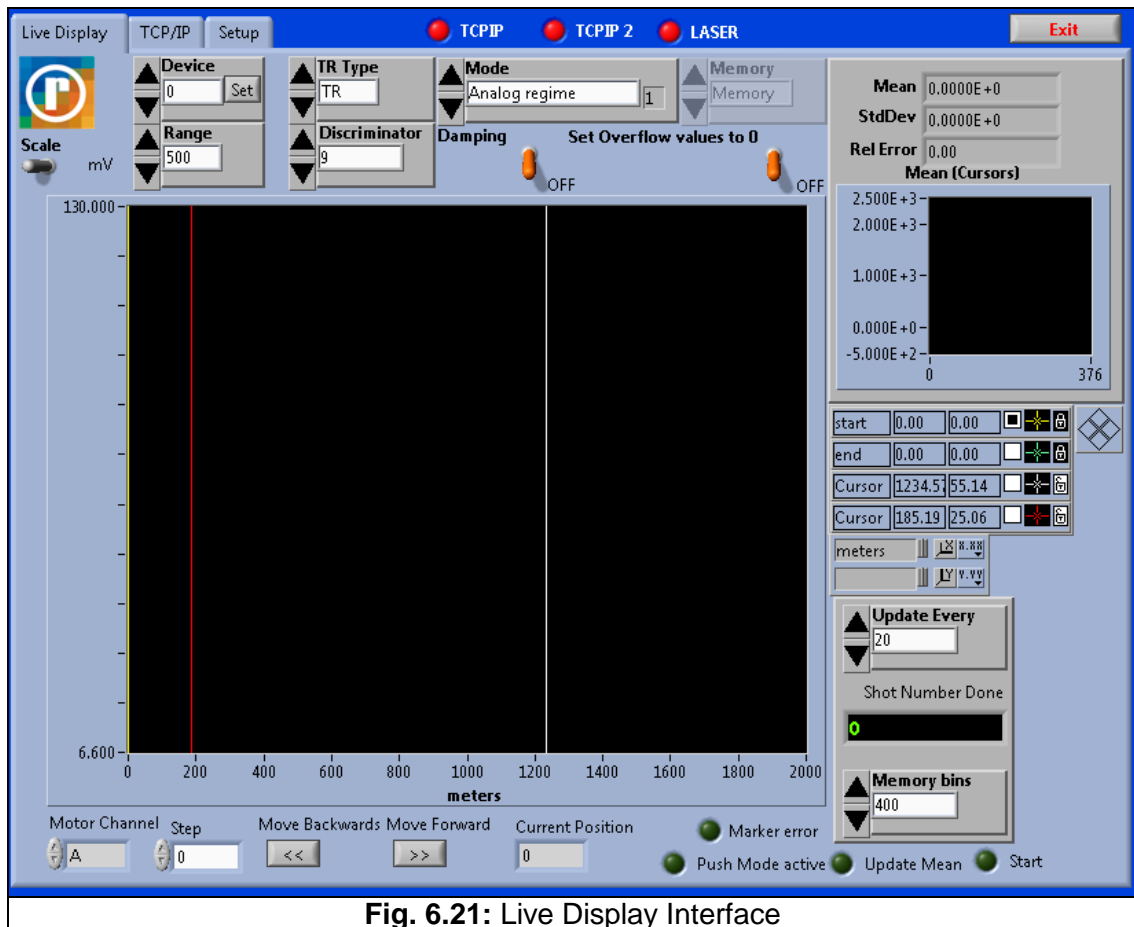 Live Display TCP/IP Setup TCPIP TCPIP 2 LASER Exit
Device
0 Set
TR Type
TR
Mode
Analog regime 1
Memory
Memory
Scale
mV
Range
500
Discriminator
9
Damping
OFF
Set Overflow values to 0
OFF
Mean 0.0000E+0
StdDev 0.0000E+0
Rel Error 0.00
Mean (Cursors)
2.500E+3
2.000E+3
1.000E+3
0.000E+0
-5.000E+2
0 376
130.000
6.600
0 200 400 600 800 1000 1200 1400 1600 1800 2000
meters
start 0.00 0.00
end 0.00 0.00
Cursor 1234.57 55.14
Cursor 185.19 25.06
meters X 8.88
Y Y.YY
Update Every
20
Shot Number Done
0
Memory bins
400
Motor Channel Step Move Backwards Move Forward Current Position
A 0 << >> 0
Marker error
Push Mode active Update Mean Start
Fig. 6.21: Live Display Interface